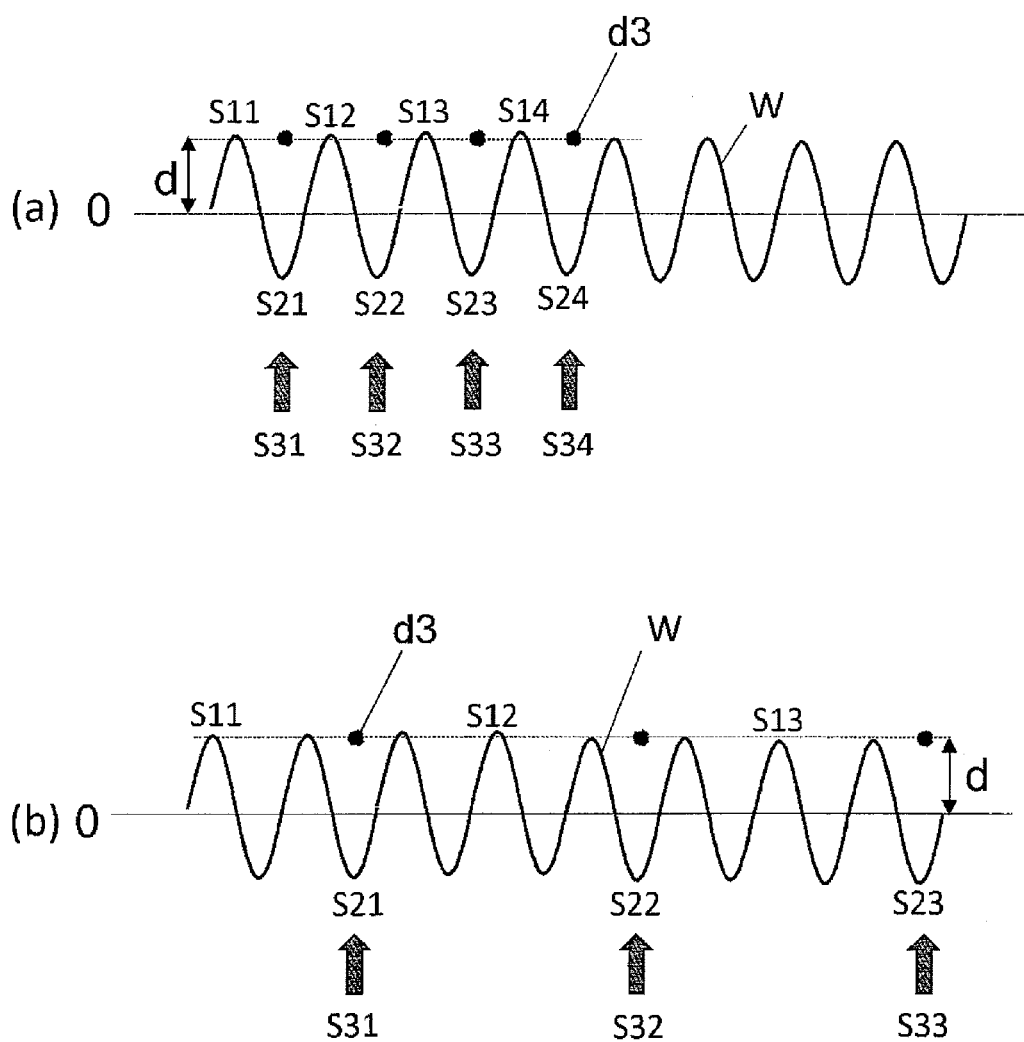 d3
S11 S12 S13 S14 W
d
(a) 0
S21 S22 S23 S24
S31 S32 S33 S34
d3 W
S11 S12 S13
d
(b) 0
S21 S22 S23
S31 S32 S33